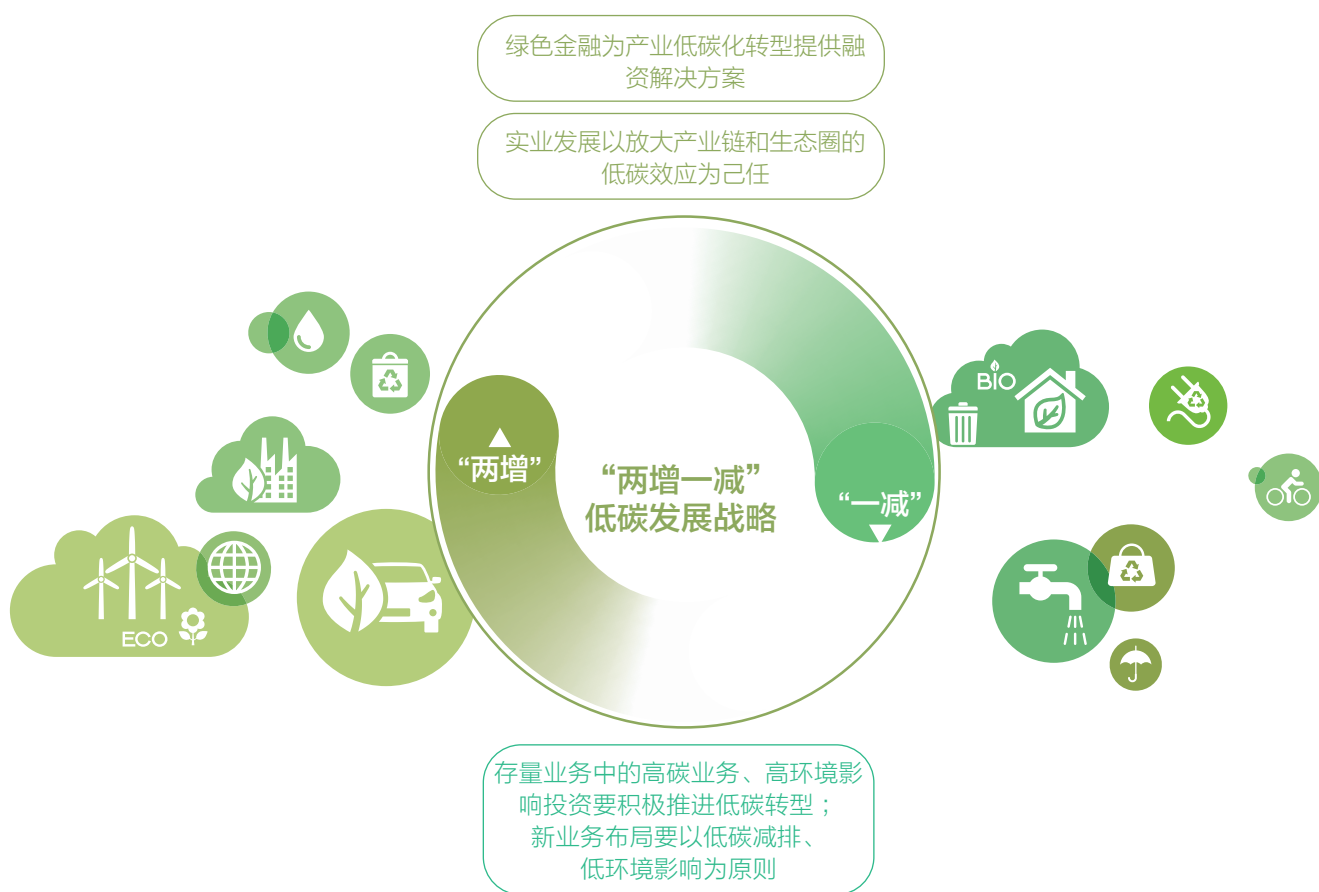 绿色金融为产业低碳化转型提供融
资解决方案
实业发展以放大产业链和生态圈的
低碳效应为己任
BIO
“两增”
“两增一减”
低碳发展战略
“一减”
ECO
存量业务中的高碳业务、高环境影
响投资要积极推进低碳转型；
新业务布局要以低碳减排、
低环境影响为原则